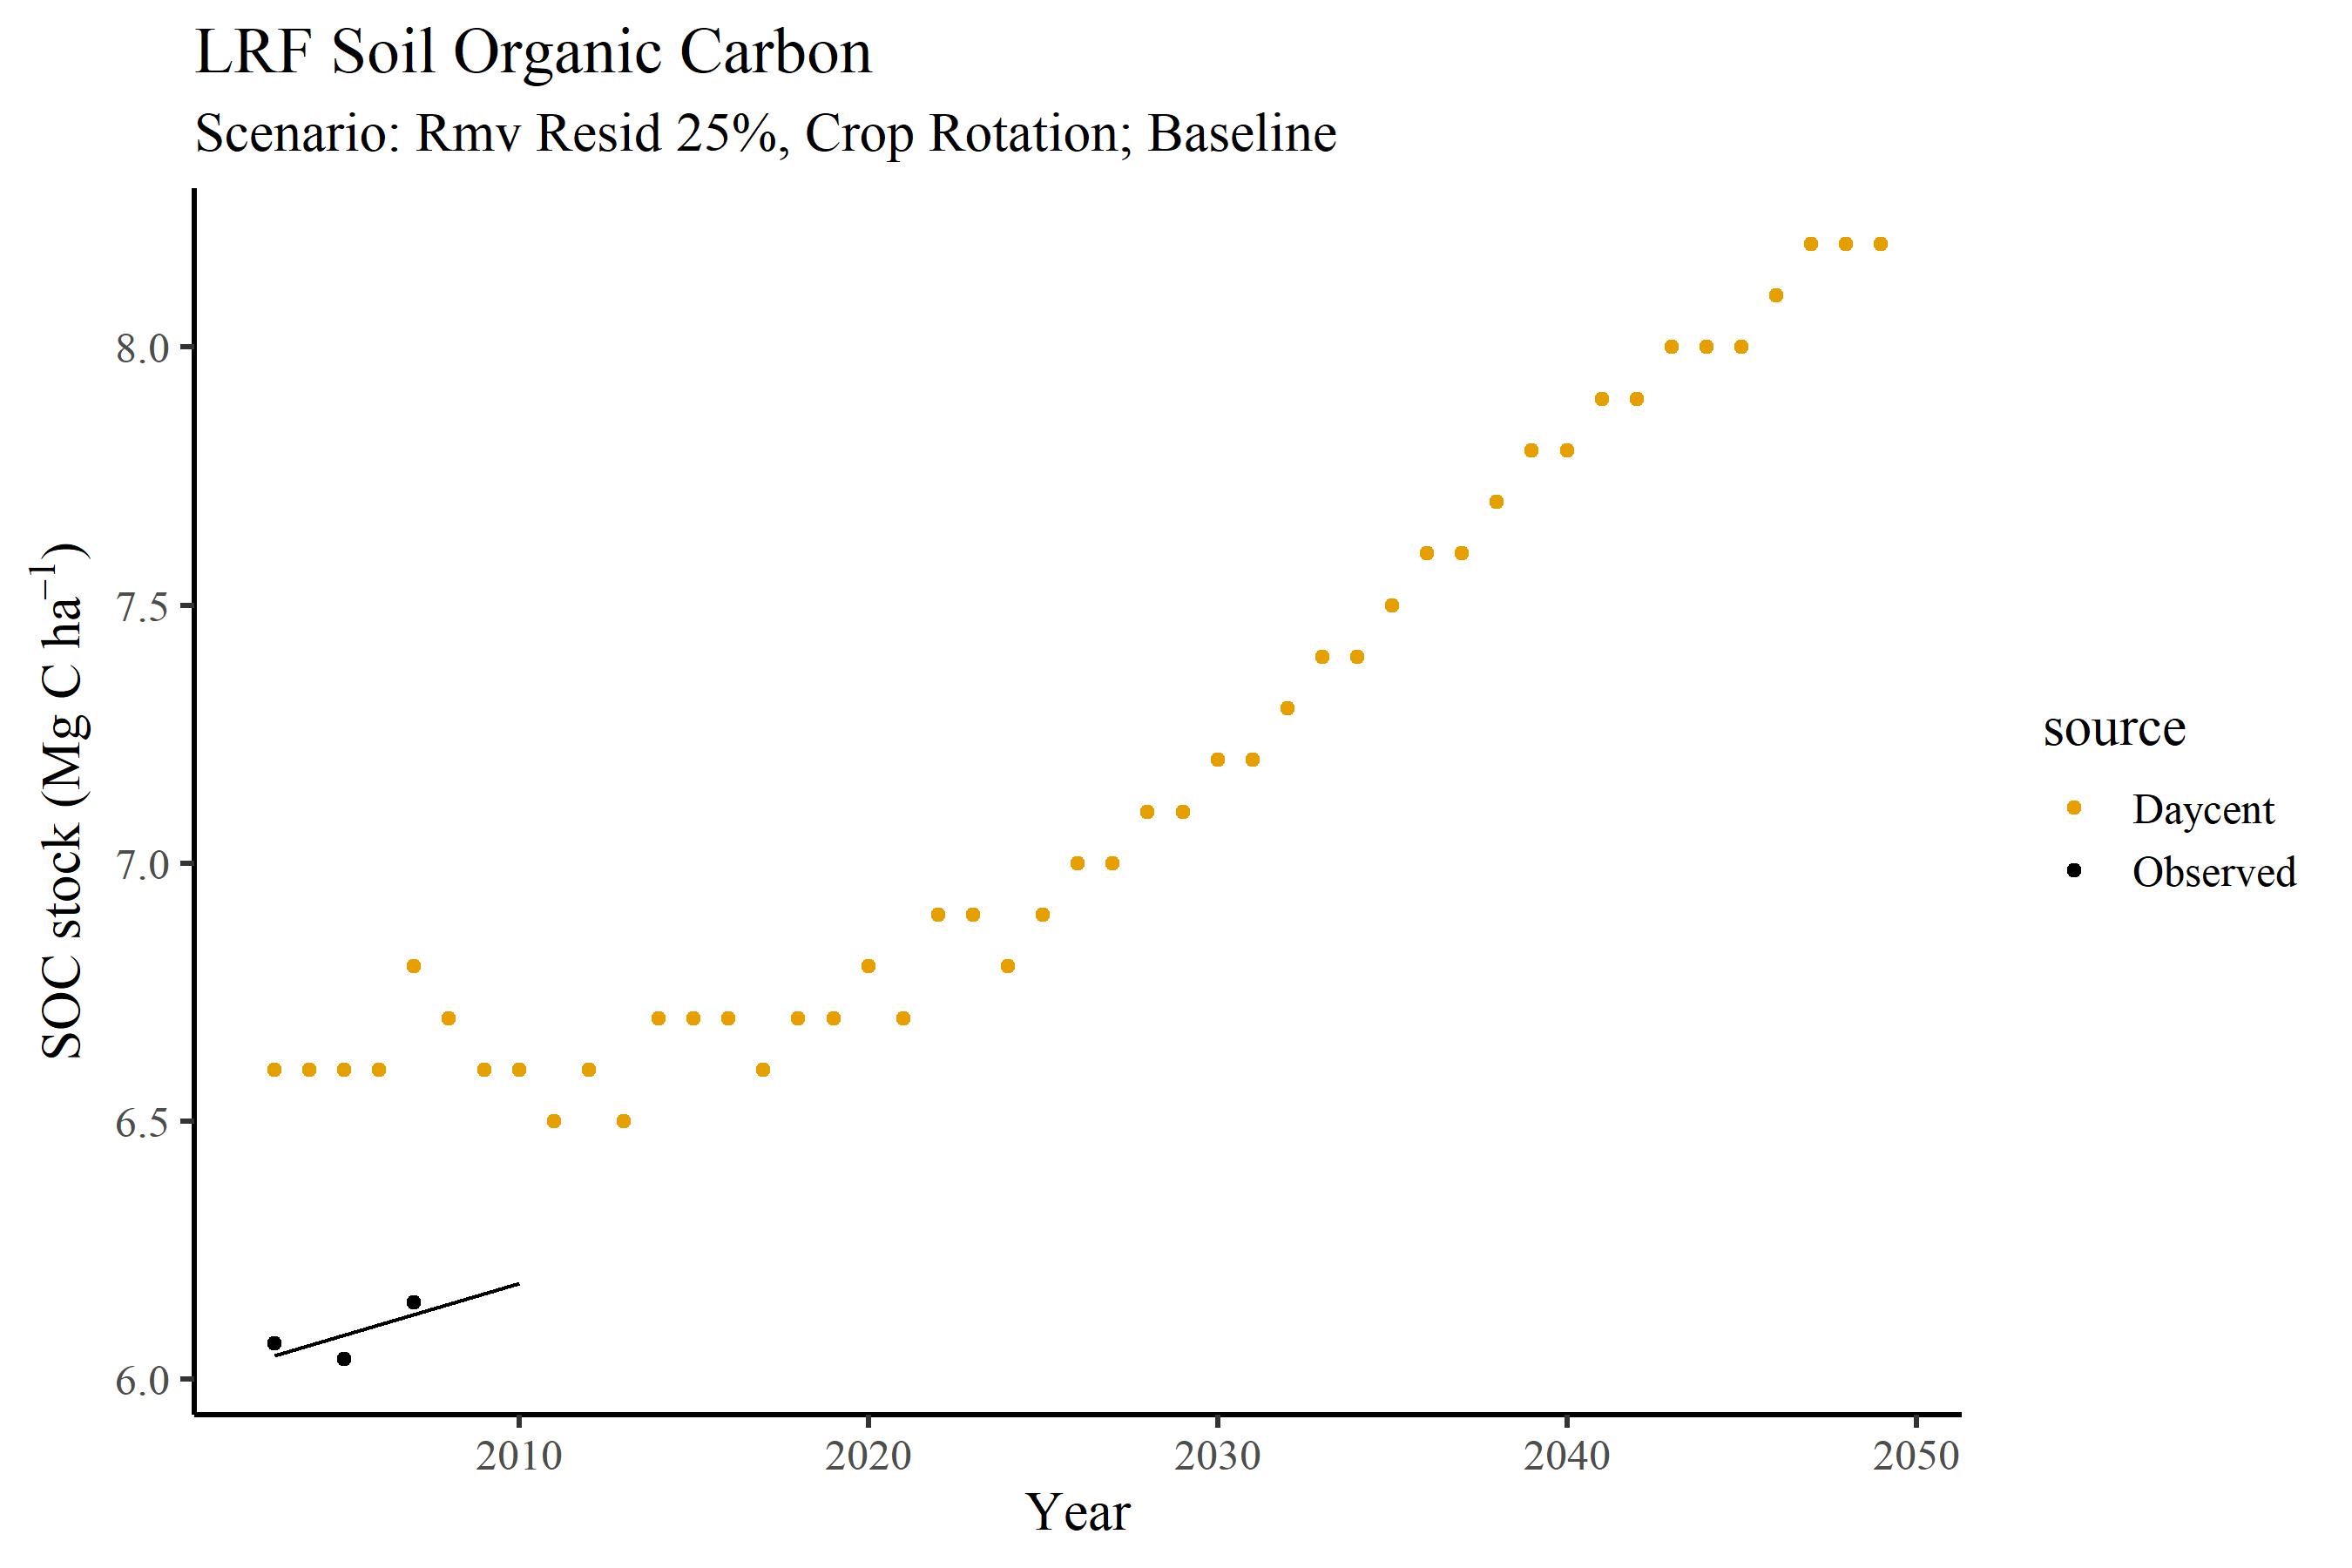 LRF Soil Organic Carbon
Scenario: Rmv Resid 25%, Crop Rotation; Baseline
SOC stock (Mg C ha⁻¹)
8.0
7.5
7.0
6.5
6.0
2010 2020 2030 2040 2050
Year
source
Daycent
Observed